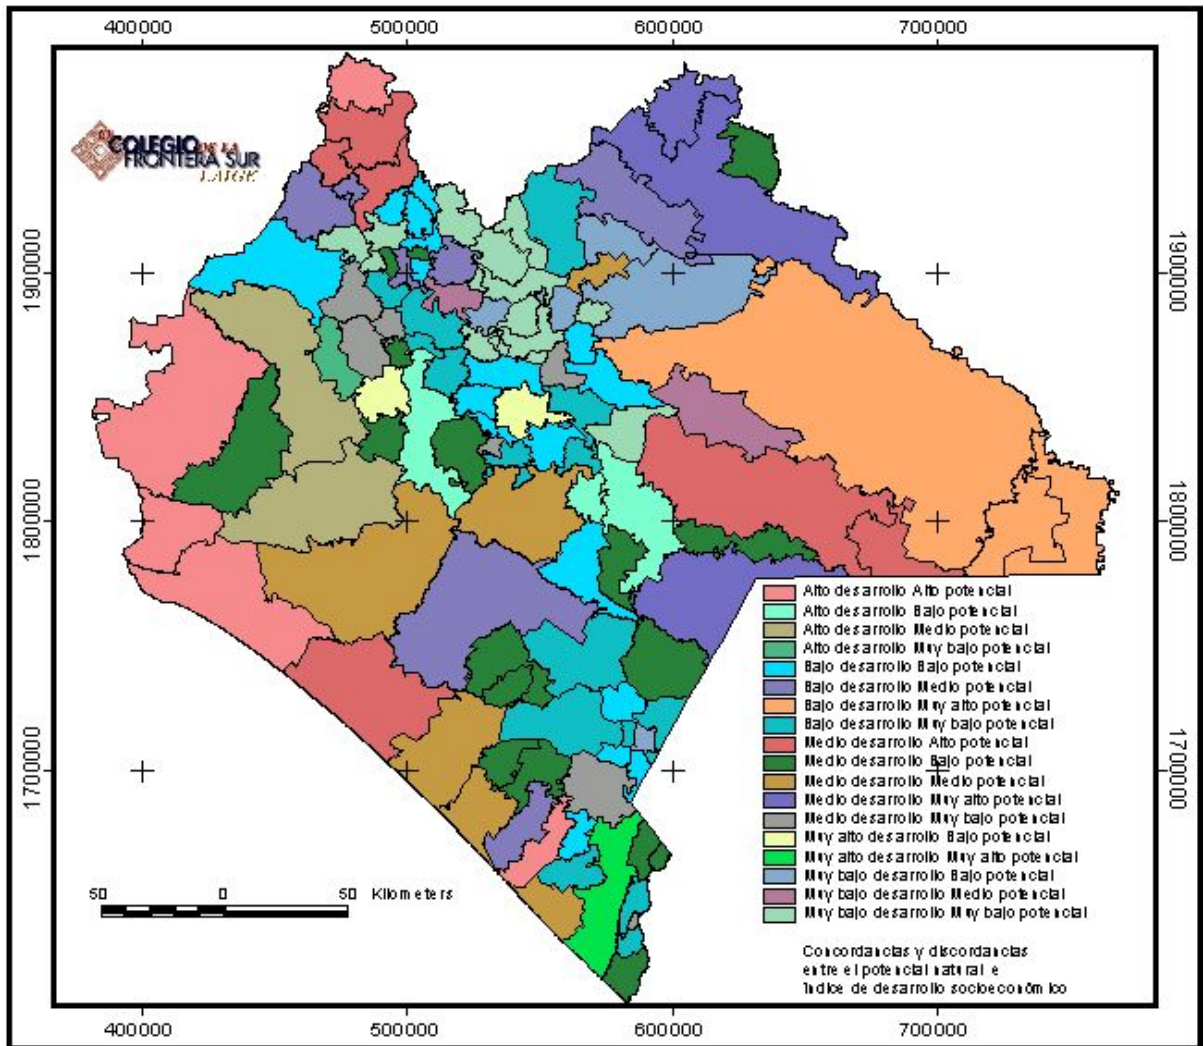 400000 500000 600000 700000
COLEGIO DE LA
FRONTERA SUR
LAIGE
1900000 1900000
1800000 1800000
1700000 1700000
Alto desarrollo Alto potencial
Alto desarrollo Bajo potencial
Alto desarrollo Medio potencial
Alto desarrollo Muy bajo potencial
Bajo desarrollo Bajo potencial
Bajo desarrollo Medio potencial
Bajo desarrollo Muy alto potencial
Bajo desarrollo Muy bajo potencial
Medio desarrollo Alto potencial
Medio desarrollo Bajo potencial
Medio desarrollo Medio potencial
Medio desarrollo Muy alto potencial
Medio desarrollo Muy bajo potencial
Muy alto desarrollo Bajo potencial
Muy alto desarrollo Muy alto potencial
Muy bajo desarrollo Bajo potencial
Muy bajo desarrollo Medio potencial
Muy bajo desarrollo Muy bajo potencial
50 0 50 Kilometers
Concordancias y discordancias
entre el potencial natural e
índice de desarrollo socioeconómico
400000 500000 600000 700000